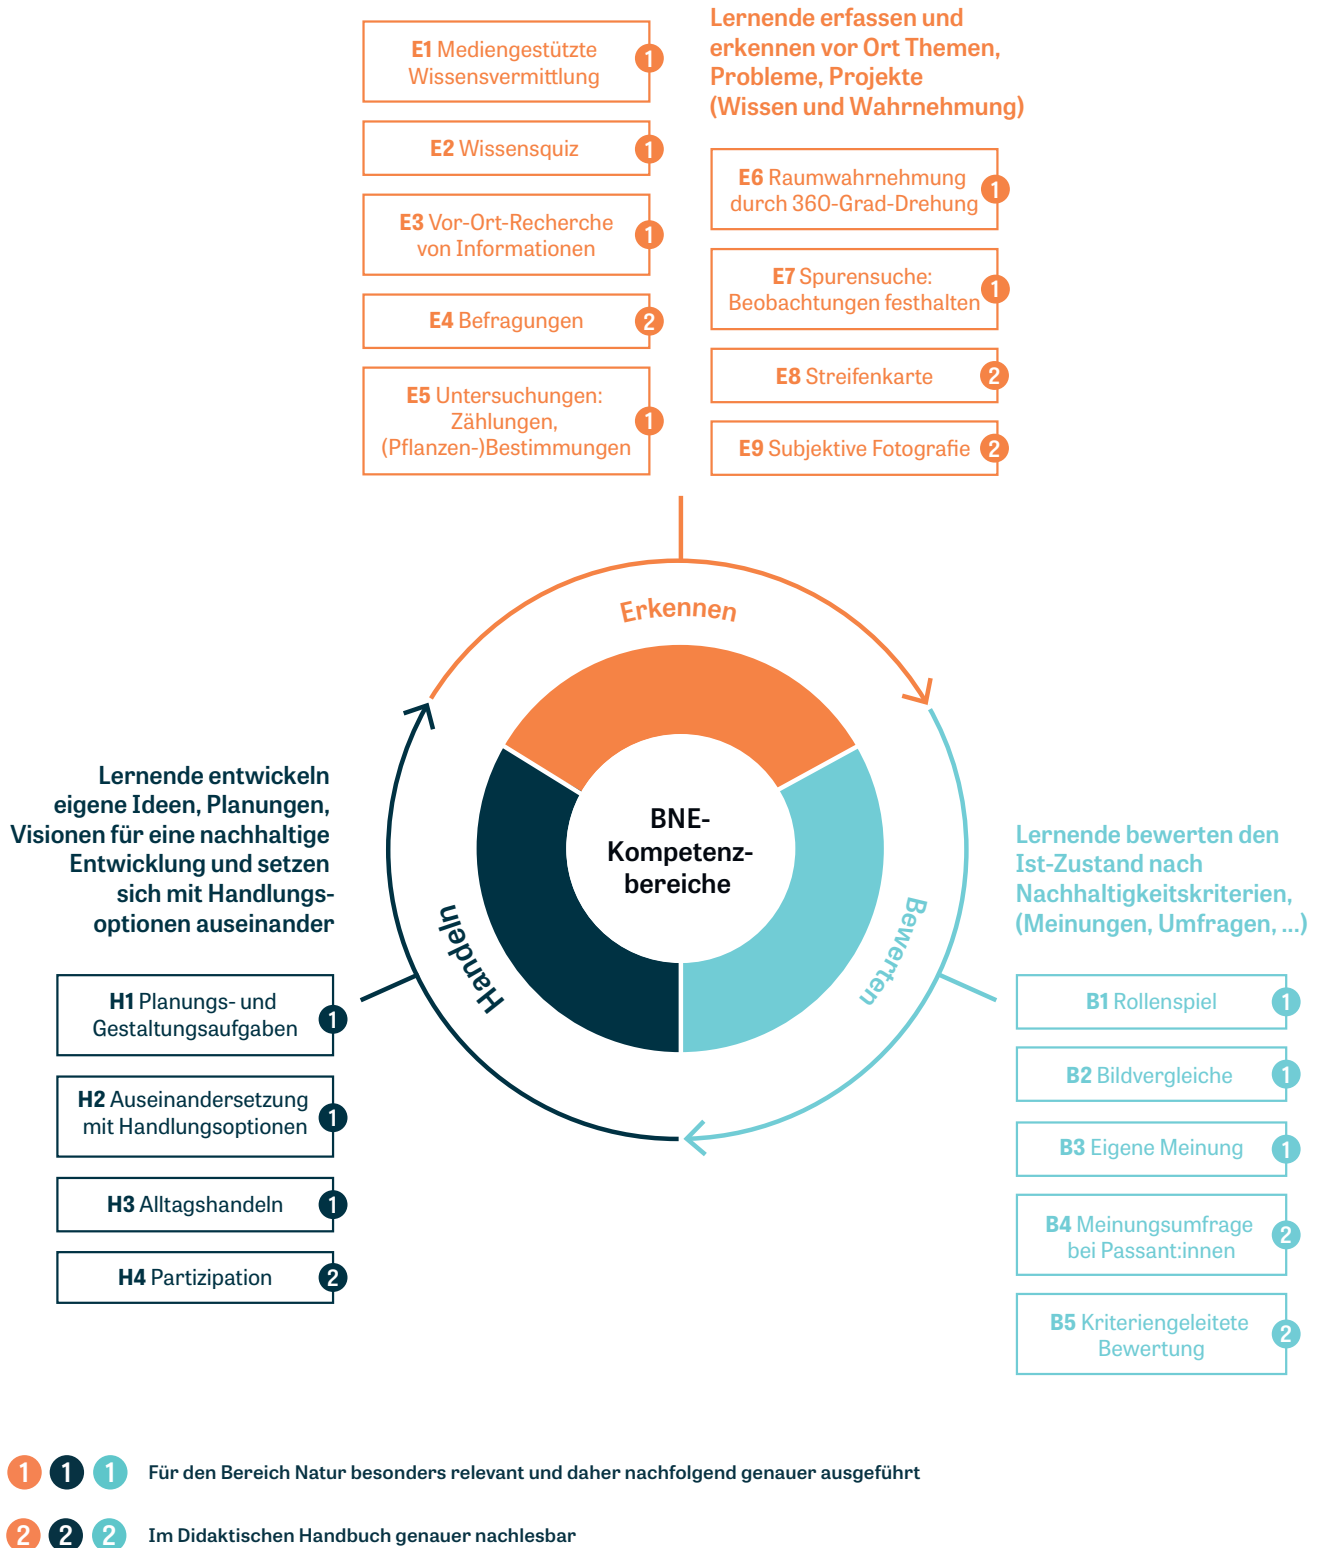 E1 Mediengestützte
Wissensvermittlung
1
E2 Wissensquiz
1
E3 Vor-Ort-Recherche
von Informationen
1
E4 Befragungen
2
E5 Untersuchungen:
Zählungen,
(Pflanzen-)Bestimmungen
1
Lernende erfassen und
erkennen vor Ort Themen,
Probleme, Projekte
(Wissen und Wahrnehmung)
E6 Raumwahrnehmung
durch 360-Grad-Drehung
1
E7 Spurensuche:
Beobachtungen festhalten
1
E8 Streifenkarte
2
E9 Subjektive Fotografie
2
Erkennen
BNE-
Kompetenz-
bereiche
Handeln
Bewerten
Lernende entwickeln
eigene Ideen, Planungen,
Visionen für eine nachhaltige
Entwicklung und setzen
sich mit Handlungs-
optionen auseinander
H1 Planungs- und
Gestaltungsaufgaben
1
H2 Auseinandersetzung
mit Handlungsoptionen
1
H3 Alltagshandeln
1
H4 Partizipation
2
Lernende bewerten den
Ist-Zustand nach
Nachhaltigkeitskriterien,
(Meinungen, Umfragen, ...)
B1 Rollenspiel
1
B2 Bildvergleiche
1
B3 Eigene Meinung
1
B4 Meinungsumfrage
bei Passant:innen
2
B5 Kriteriengeleitete
Bewertung
2
1 1 1 Für den Bereich Natur besonders relevant und daher nachfolgend genauer ausgeführt
2 2 2 Im Didaktischen Handbuch genauer nachlesbar